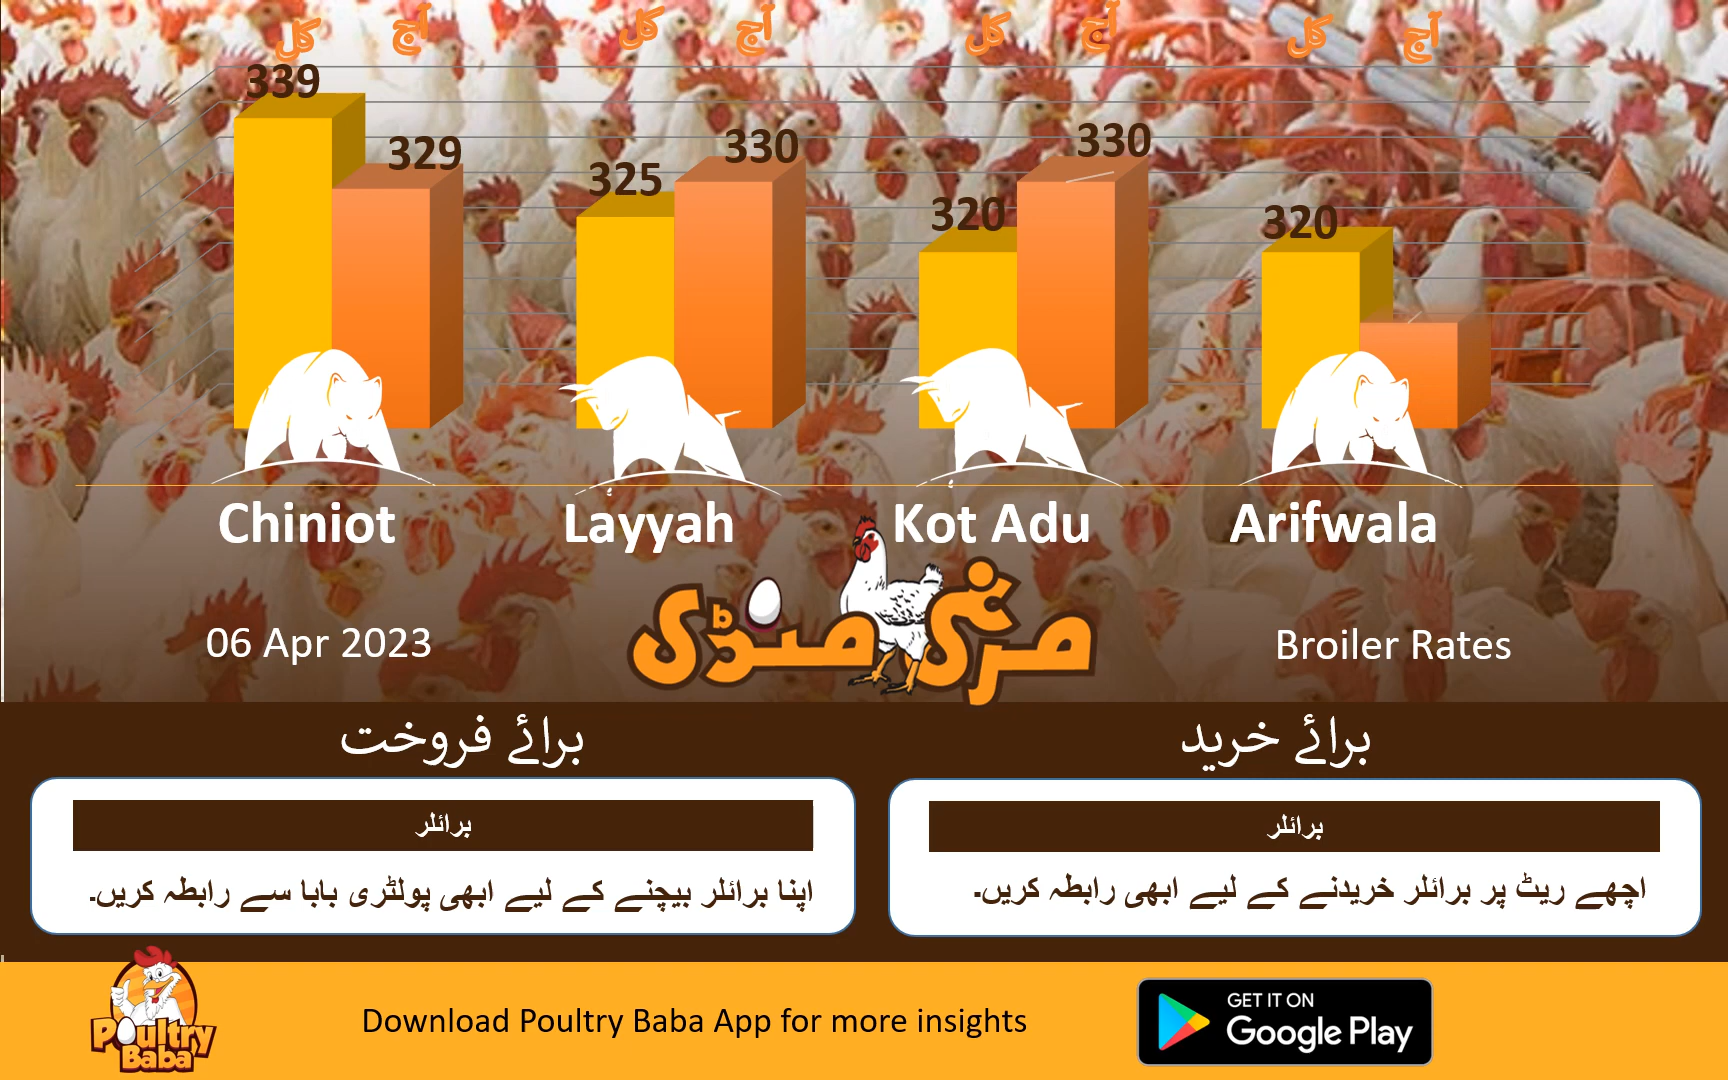 کل آج کل آج کل آج کل آج
339 329 325 330 320 330 320
Chiniot Layyah Kot Adu Arifwala
06 Apr 2023
مرغی منڈی
Broiler Rates
برائے خرید
برائے فروخت
برائلر
اچھے ریٹ پر برائلر خریدنے کے لیے ابھی رابطہ کریں۔
برائلر
اپنا برائلر بیچنے کے لیے ابھی پولٹری بابا سے رابطہ کریں۔
Poultry
Baba
Download Poultry Baba App for more insights
GET IT ON
Google Play